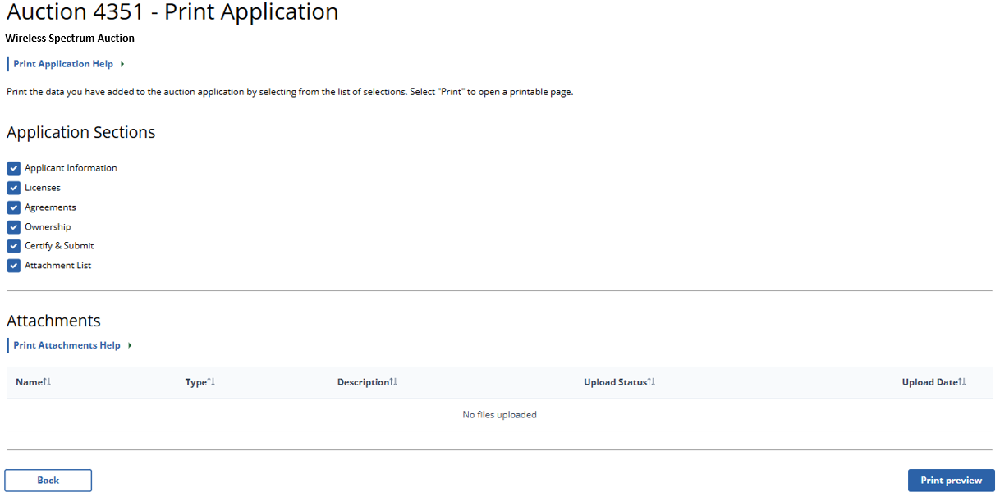 Auction 4351 - Print Application
Wireless Spectrum Auction
Print Application Help
Print the data you have added to the auction application by selecting from the list of selections. Select "Print" to open a printable page.
Application Sections
Applicant Information
Licenses
Agreements
Ownership
Certify & Submit
Attachment List
Attachments
Print Attachments Help
Name↑↓ Type↑↓ Description↑↓ Upload Status↑↓ Upload Date↑↓
No files uploaded
Back Print preview